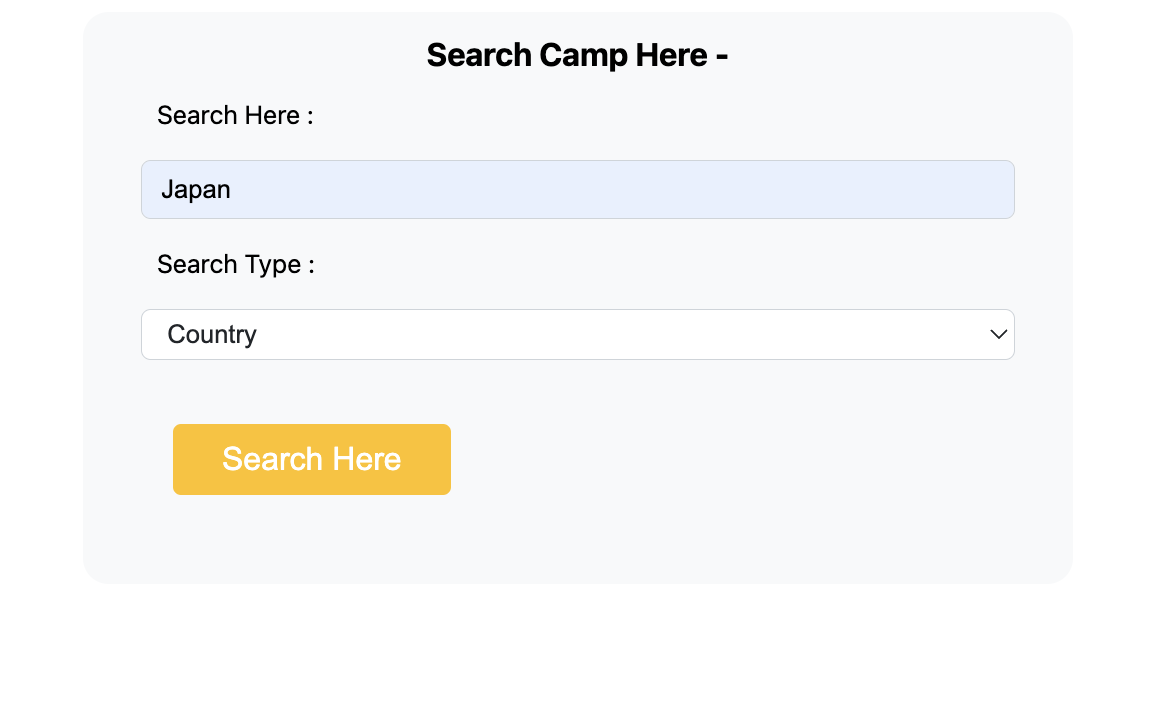 Search Camp Here -
Search Here :
Japan
Search Type :
Country
Search Here